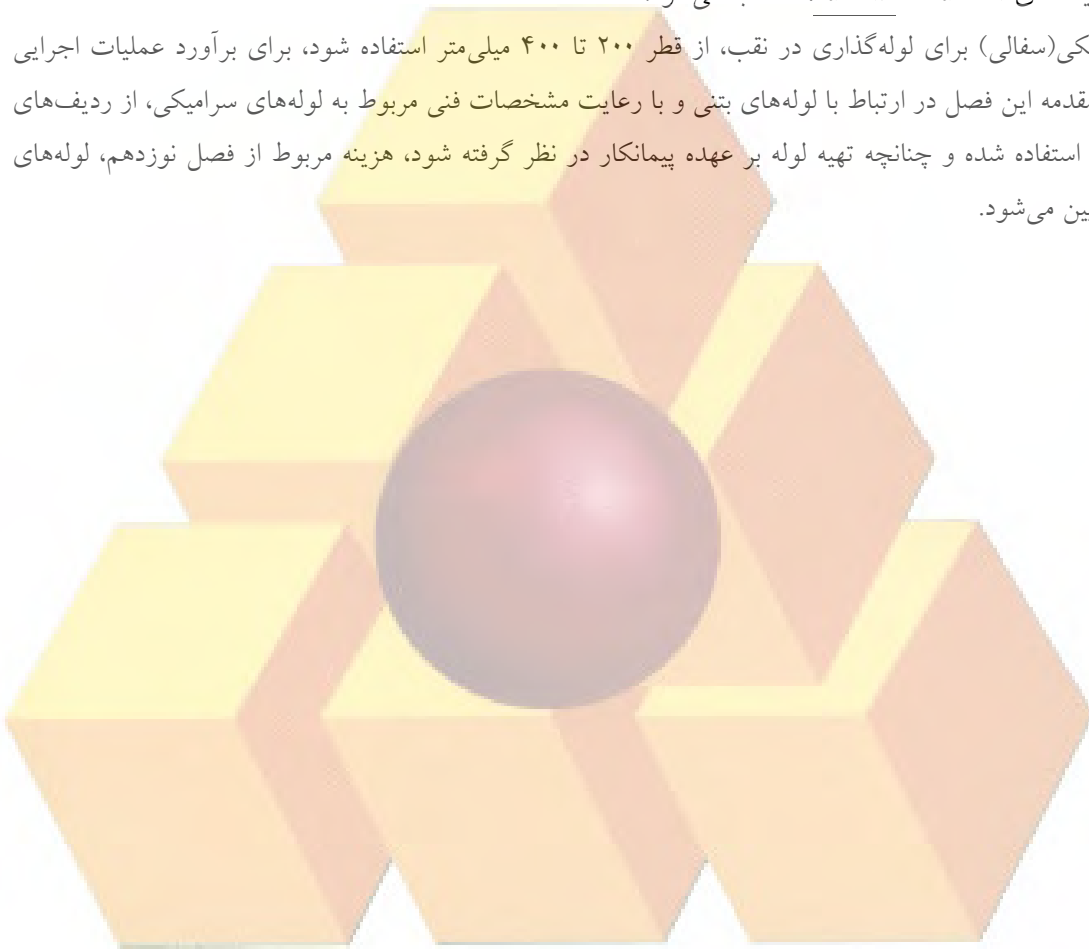 کی(سفالی) برای لوله‌گذاری در نقب، از قطر ۲۰۰ تا ۴۰۰ میلی‌متر استفاده شود، برای برآورد عملیات اجرایی
قدمه این فصل در ارتباط با لوله‌های بتنی و با رعایت مشخصات فنی مربوط به لوله‌های سرامیکی، از ردیف‌های
استفاده شده و چنانچه تهیه لوله بر عهده پیمانکار در نظر گرفته شود، هزینه مربوط از فصل نوزدهم، لوله‌های
ین می‌شود.